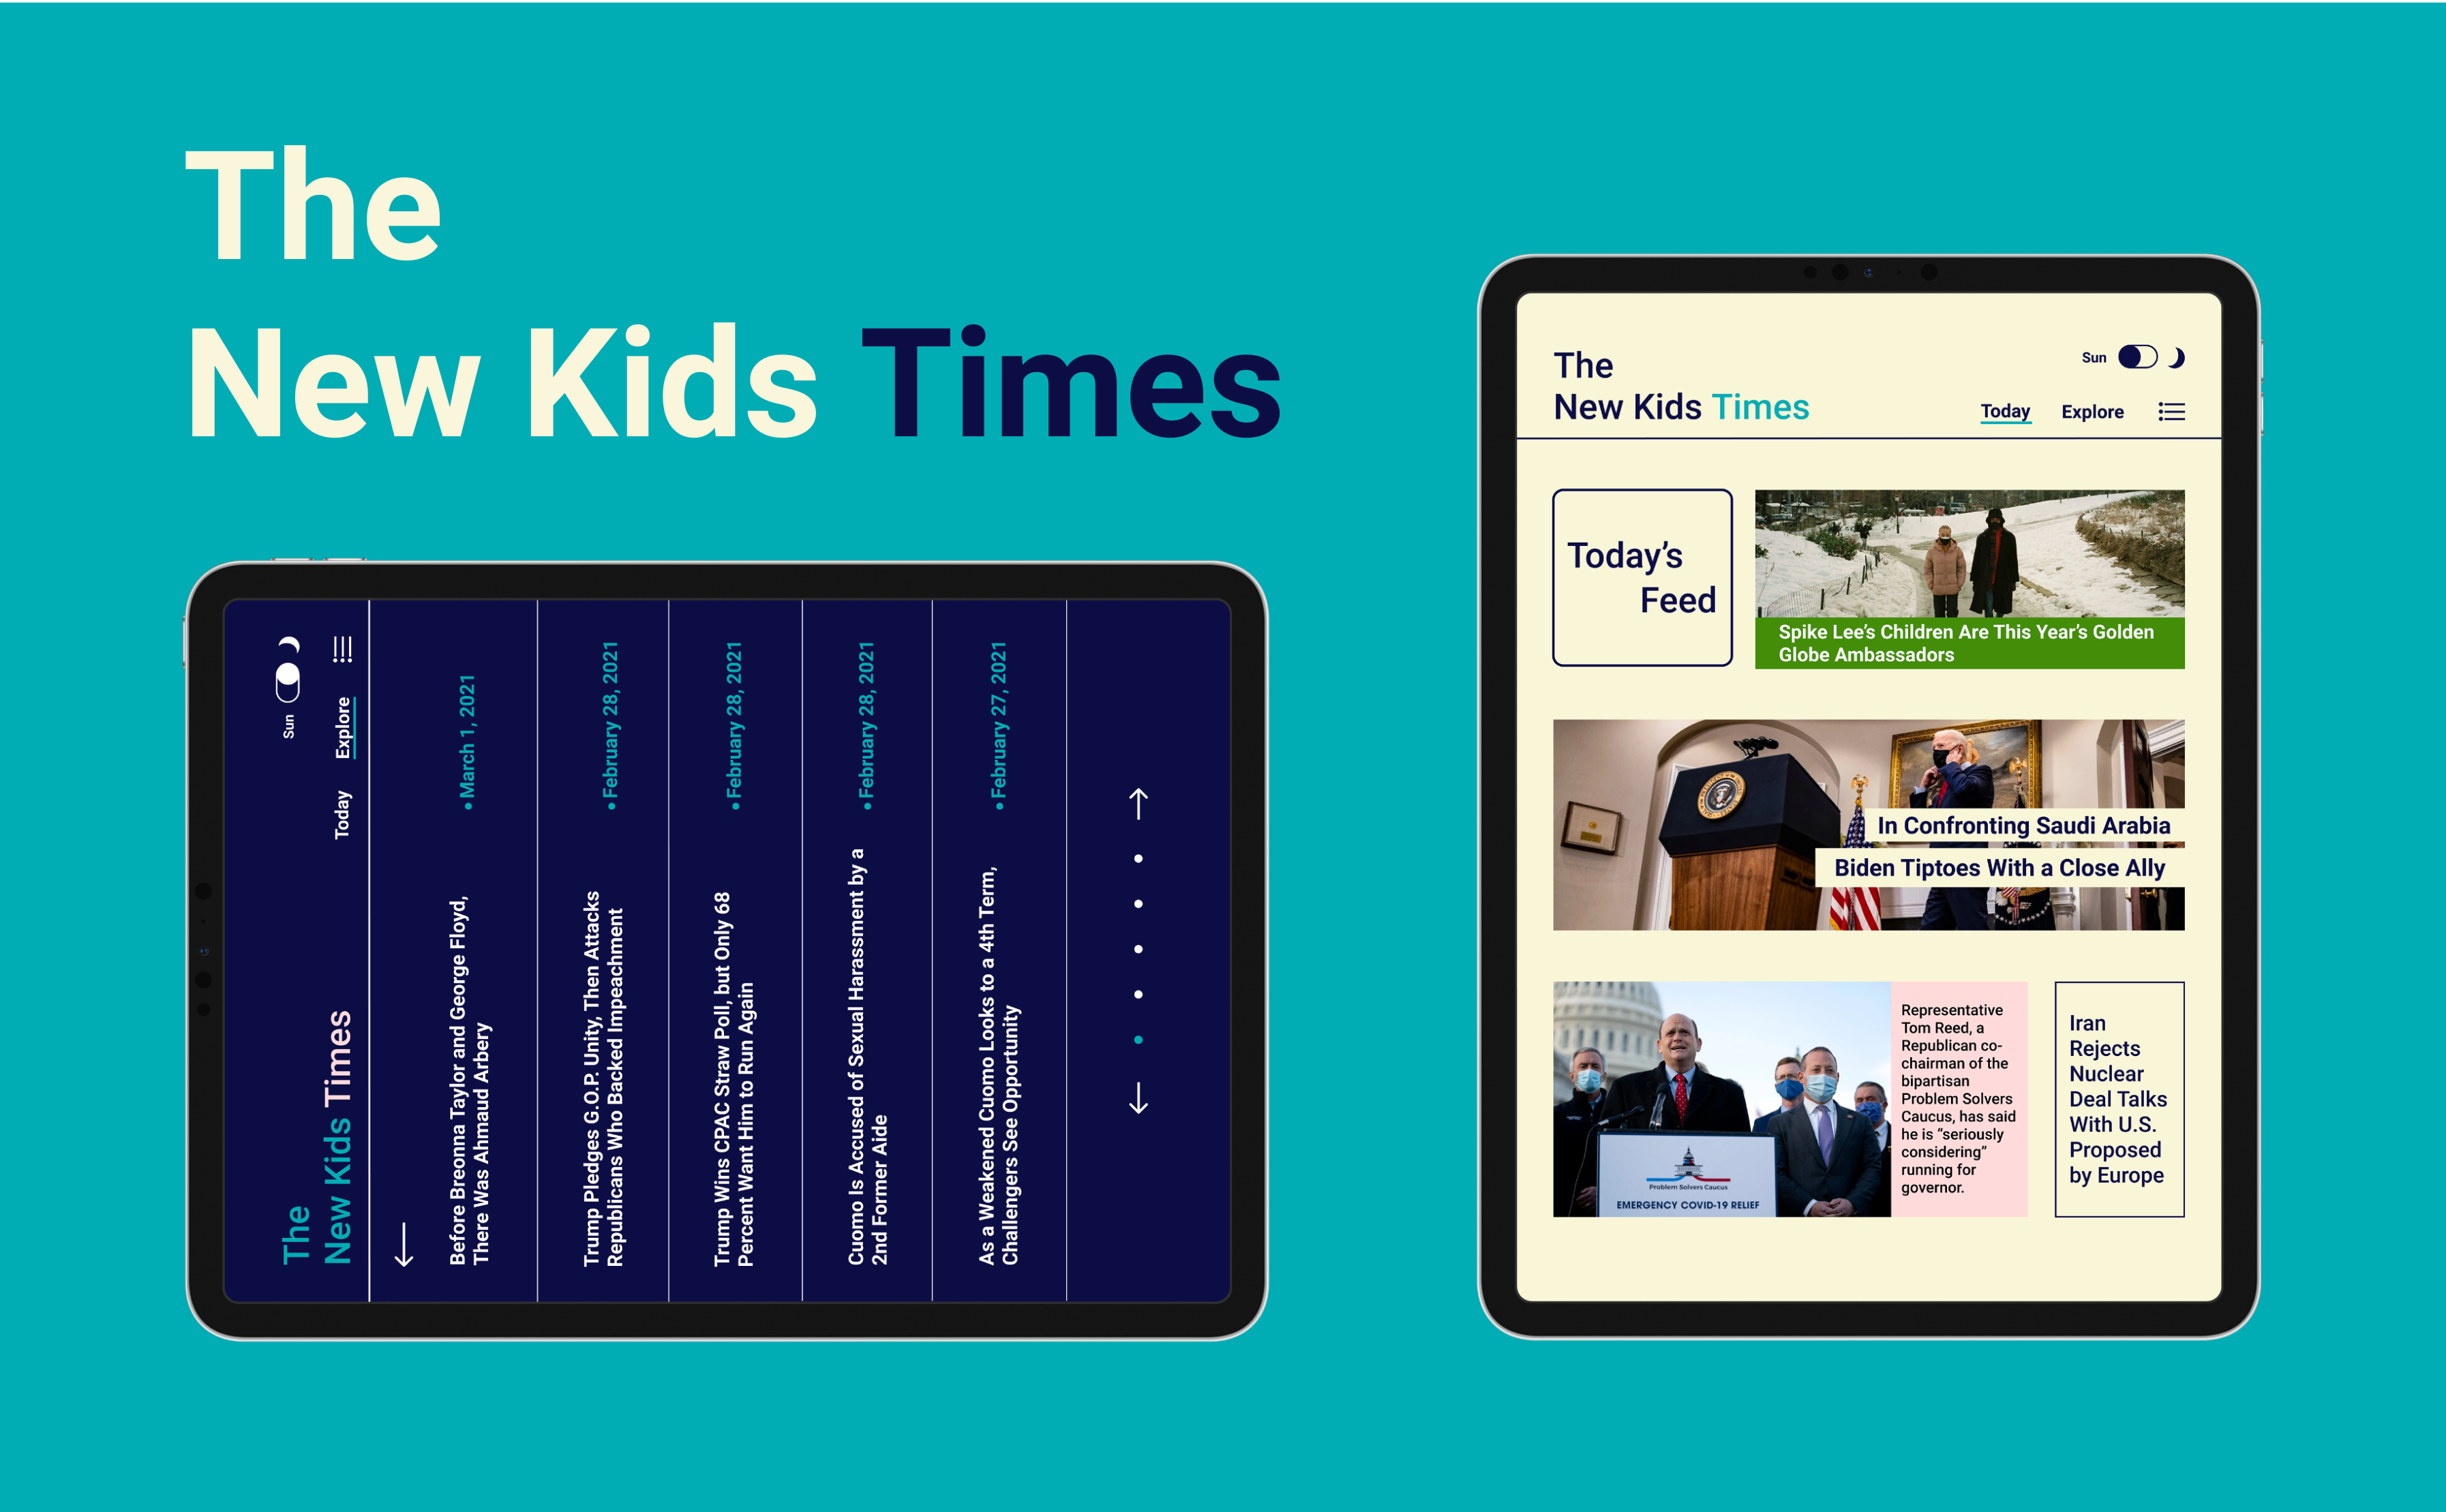 The
New Kids Times
The
New Kids Times
Sun
Today
Explore
Before Breonna Taylor and George Floyd,
There Was Ahmaud Arbery
• March 1, 2021
Trump Pledges G.O.P. Unity, Then Attacks
Republicans Who Backed Impeachment
• February 28, 2021
Trump Wins CPAC Straw Poll, but Only 68
Percent Want Him to Run Again
• February 28, 2021
Cuomo Is Accused of Sexual Harassment by a
2nd Former Aide
• February 28, 2021
As a Weakened Cuomo Looks to a 4th Term,
Challengers See Opportunity
• February 27, 2021
The
New Kids Times
Sun
Today
Explore
Today’s
Feed
Spike Lee’s Children Are This Year’s Golden
Globe Ambassadors
In Confronting Saudi Arabia
Biden Tiptoes With a Close Ally
Problem Solvers Caucus
EMERGENCY COVID-19 RELIEF
Representative
Tom Reed, a
Republican co-
chairman of the
bipartisan
Problem Solvers
Caucus, has said
he is “seriously
considering”
running for
governor.
Iran
Rejects
Nuclear
Deal Talks
With U.S.
Proposed
by Europe